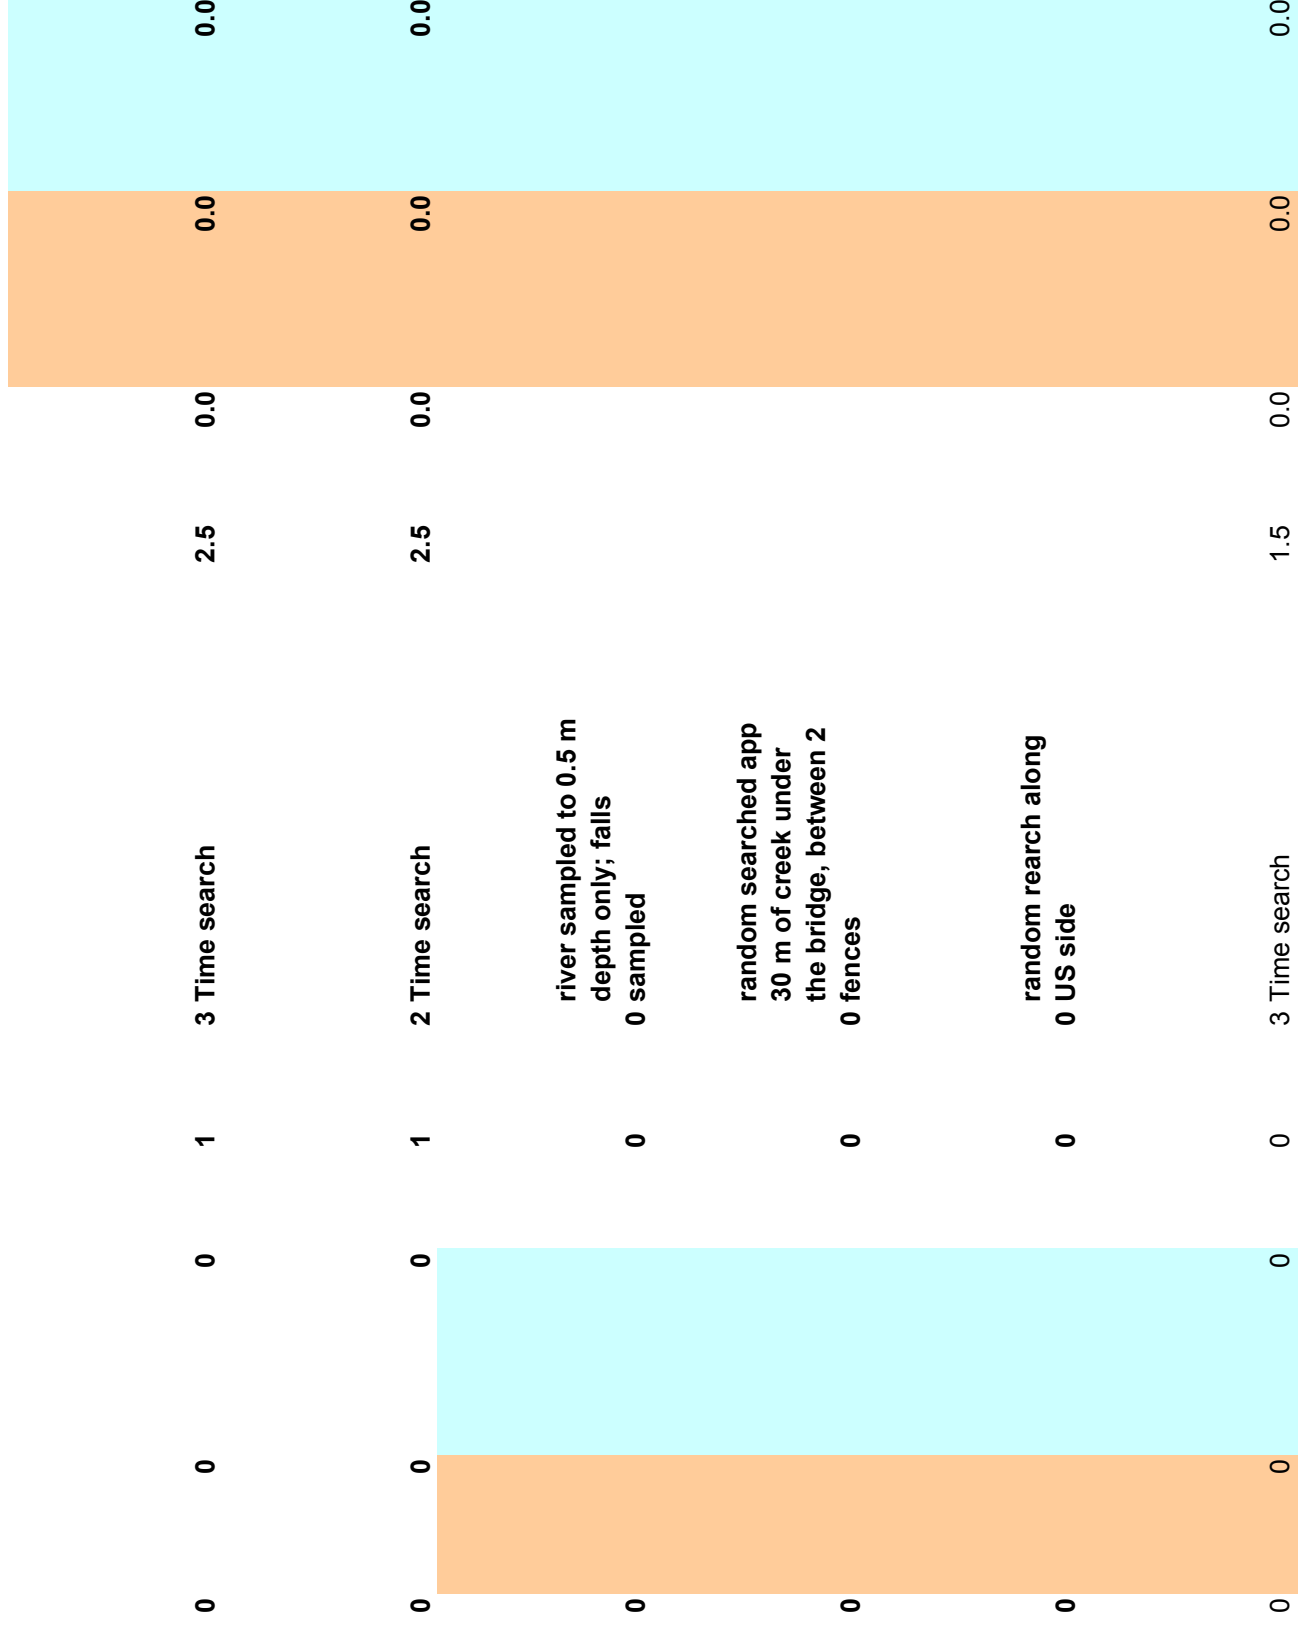 0 0 0 1 3 Time search 2.5 0.0 0.0 0.0
0 0 0 1 2 Time search 2.5 0.0 0.0 0.0
river sampled to 0.5 m
depth only; falls
0 0 0 sampled
random searched app
30 m of creek under
the bridge, between 2
0 0 0 fences
random rearch along
0 0 0 US side
0 0 0 0 3 Time search 1.5 0.0 0.0 0.0